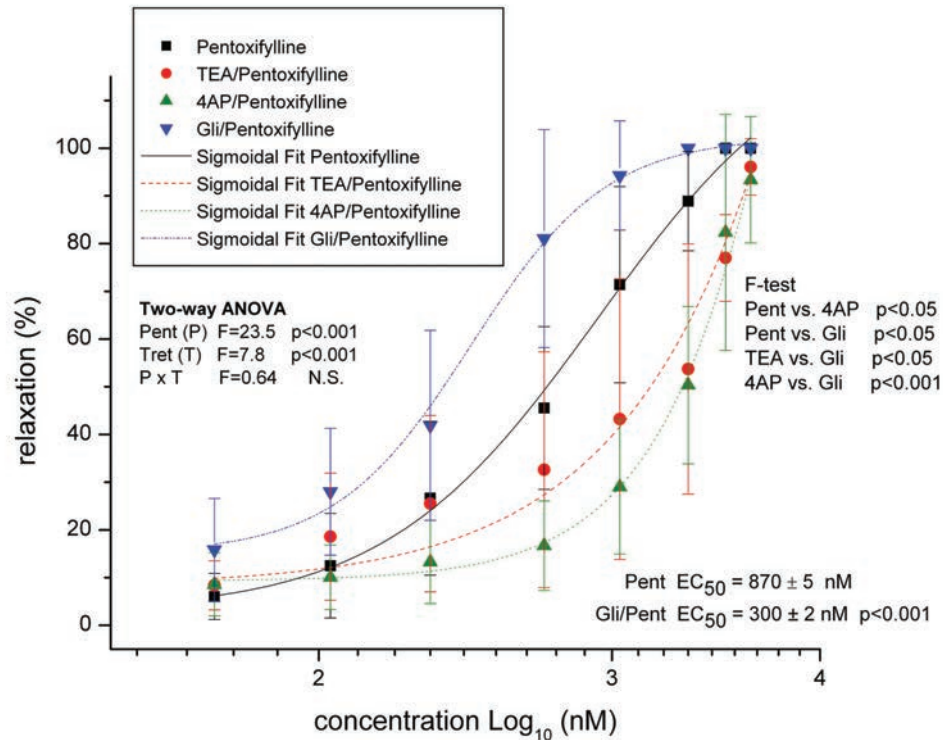 Pentoxifylline
TEA/Pentoxifylline
4AP/Pentoxifylline
Gli/Pentoxifylline
Sigmoidal Fit Pentoxifylline
Sigmoidal Fit TEA/Pentoxifylline
Sigmoidal Fit 4AP/Pentoxifylline
Sigmoidal Fit Gli/Pentoxifylline
100
80
60
40
20
0
relaxation (%)
Two-way ANOVA
Pent (P) F=23.5 p<0.001
Tret (T) F=7.8 p<0.001
P x T F=0.64 N.S.
F-test
Pent vs. 4AP p<0.05
Pent vs. Gli p<0.05
TEA vs. Gli p<0.05
4AP vs. Gli p<0.001
Pent EC50 = 870 ± 5 nM
Gli/Pent EC50 = 300 ± 2 nM p<0.001
2 3 4
concentration Log10 (nM)